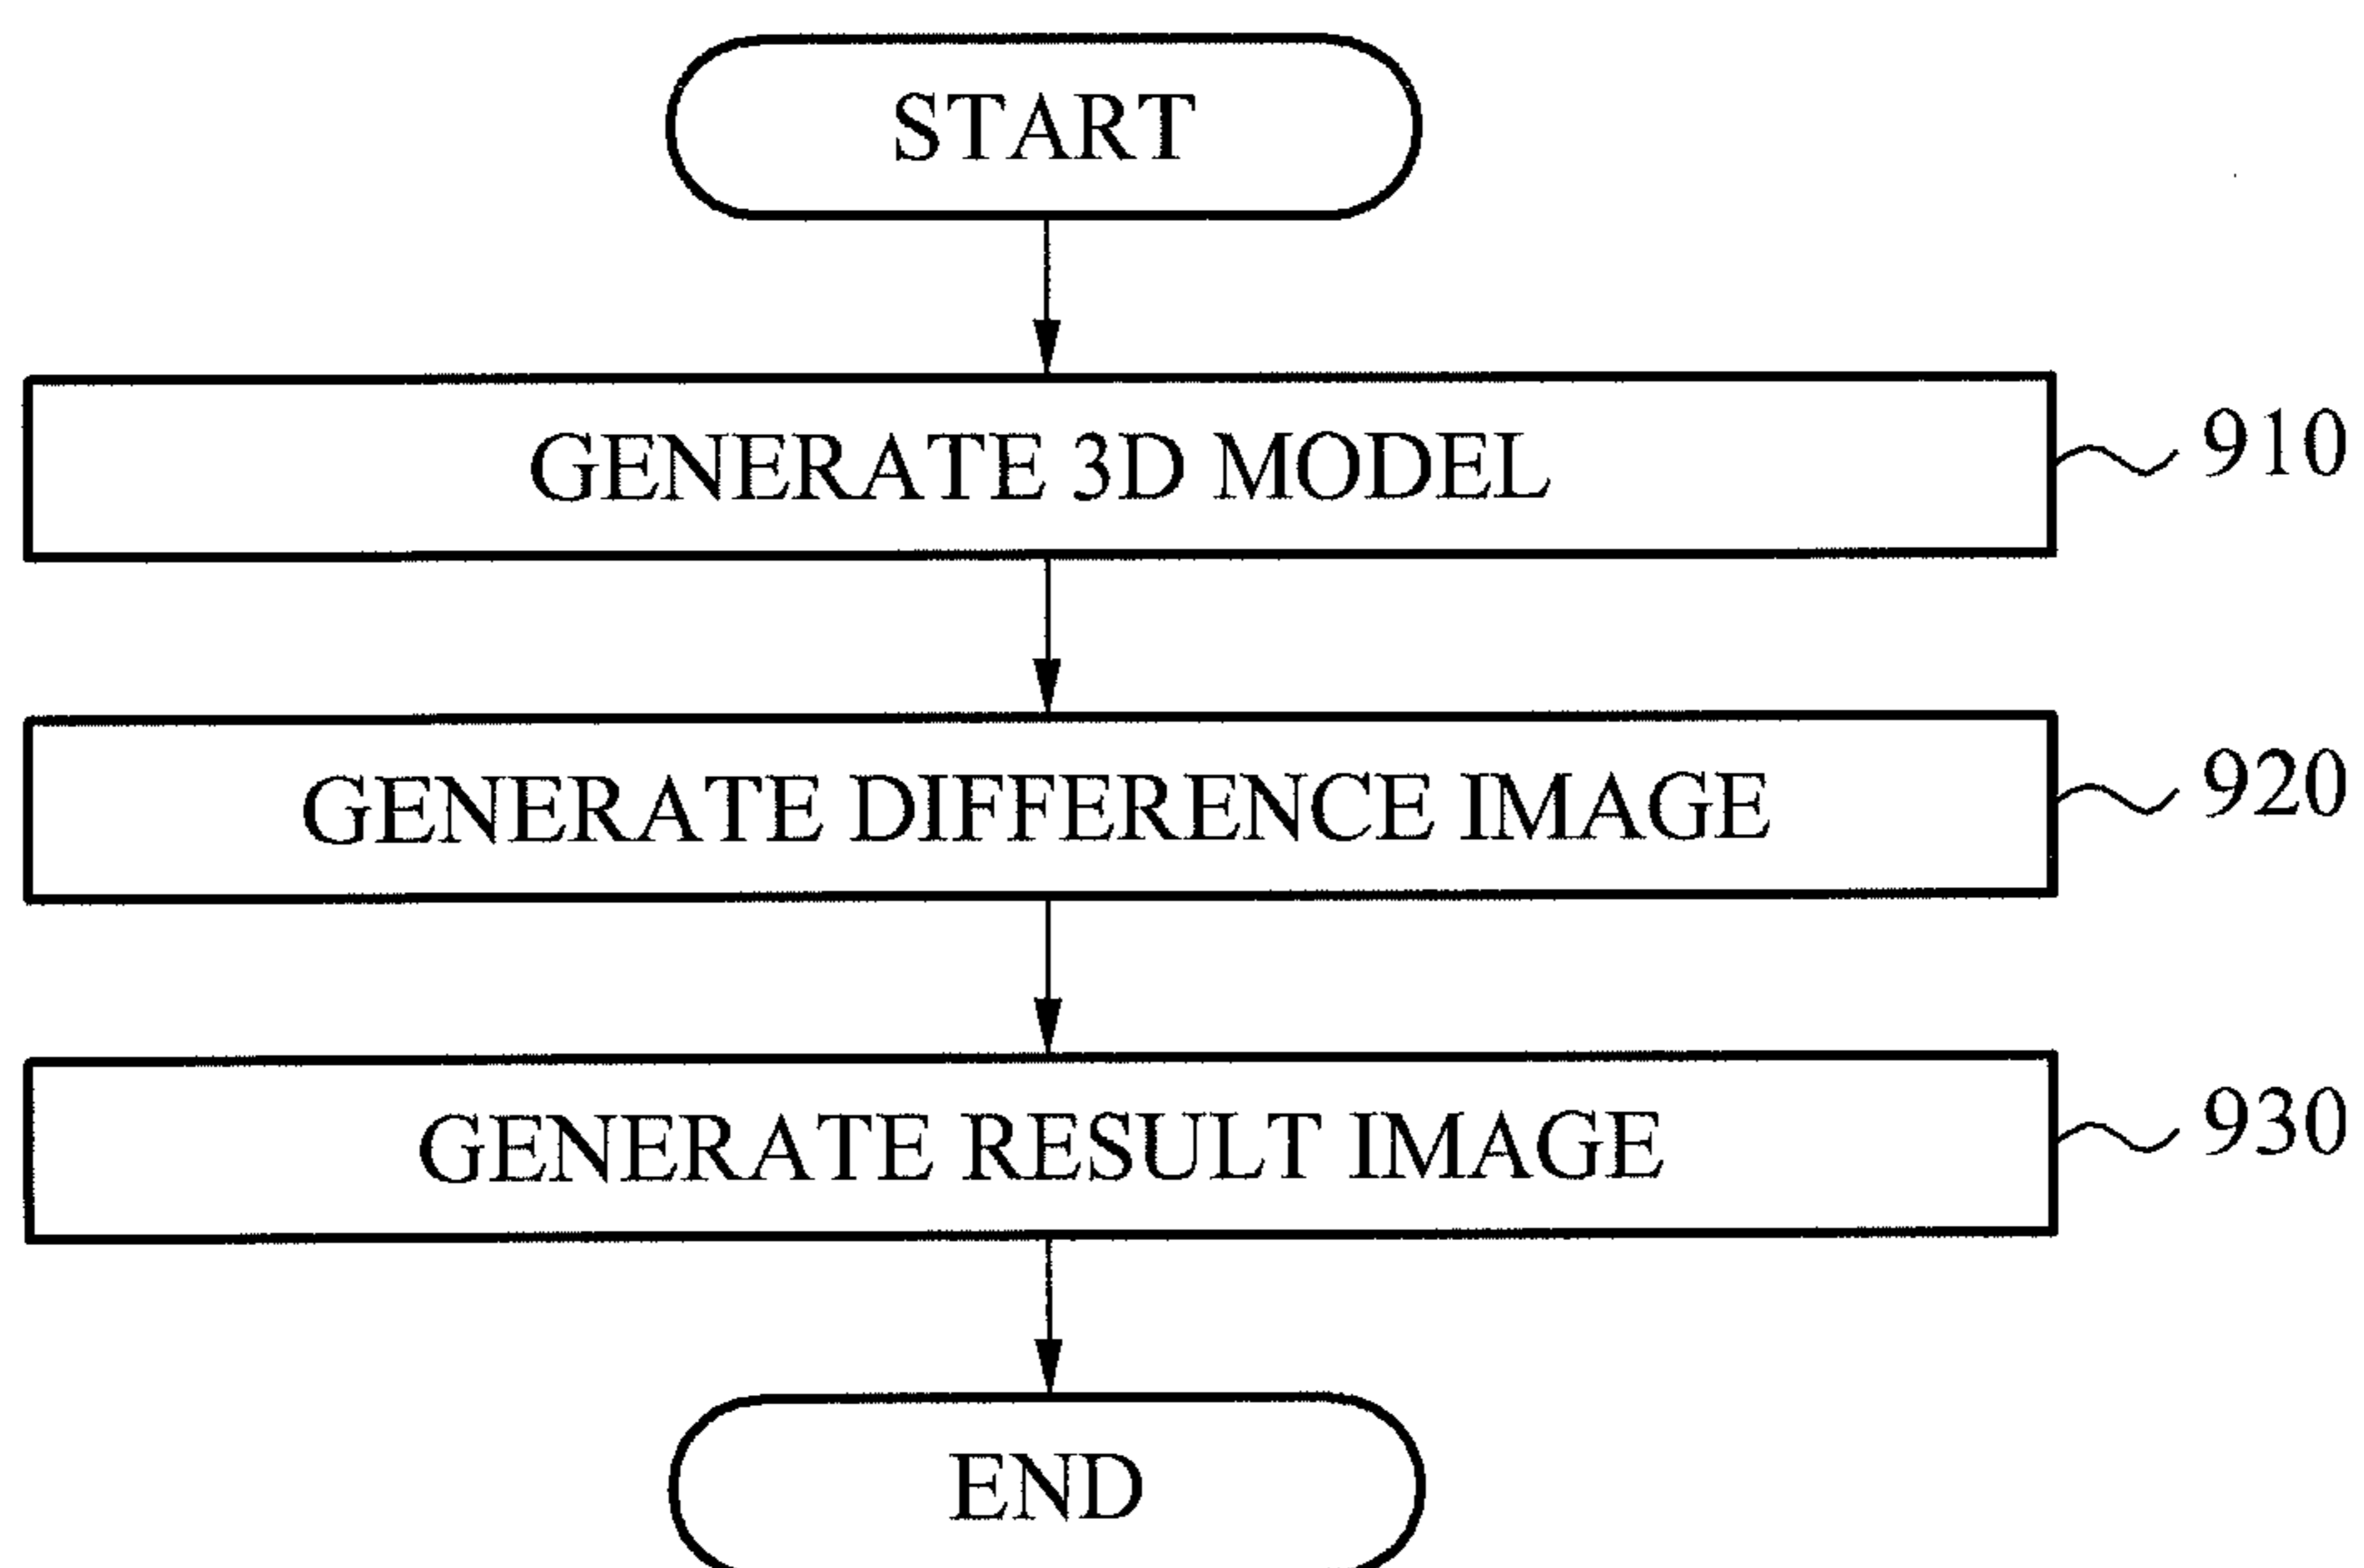 START
GENERATE 3D MODEL
910
GENERATE DIFFERENCE IMAGE
920
GENERATE RESULT IMAGE
930
END